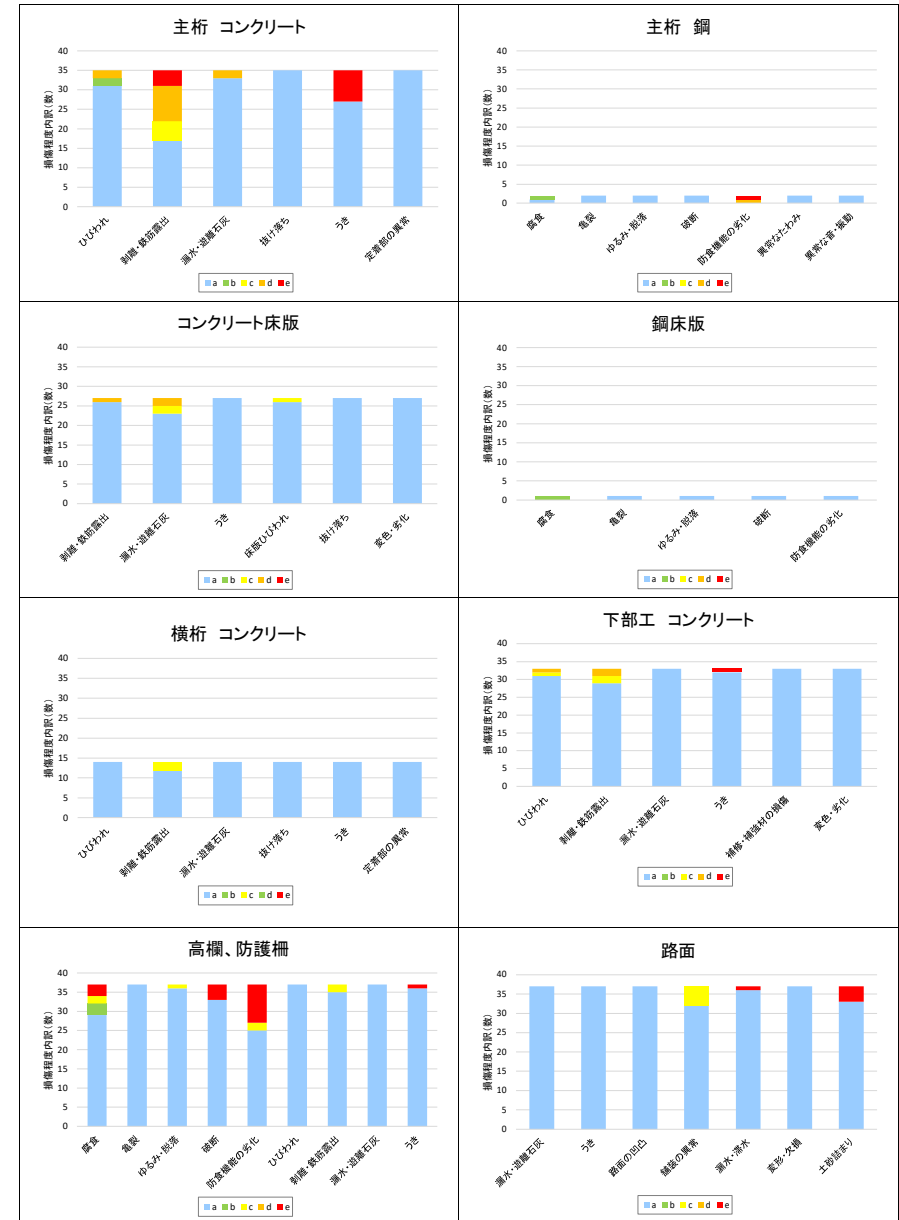 主桁　コンクリート
損傷程度内訳(数)
40
35
30
25
20
15
10
5
0
ひびわれ
剥離・鉄筋露出
漏水・遊離石灰
抜け落ち
うき
定着部の異常
a b c d e
主桁　鋼
損傷程度内訳(数)
40
35
30
25
20
15
10
5
0
腐食
亀裂
ゆるみ・脱落
破断
防食機能の劣化
異常なたわみ
異常な音・振動
a b c d e
コンクリート床版
損傷程度内訳(数)
40
35
30
25
20
15
10
5
0
剥離・鉄筋露出
漏水・遊離石灰
うき
床版ひびわれ
抜け落ち
変色・劣化
a b c d e
鋼床版
損傷程度内訳(数)
40
35
30
25
20
15
10
5
0
腐食
亀裂
ゆるみ・脱落
破断
防食機能の劣化
a b c d e
横桁　コンクリート
損傷程度内訳(数)
40
35
30
25
20
15
10
5
0
ひびわれ
剥離・鉄筋露出
漏水・遊離石灰
抜け落ち
うき
定着部の異常
a b c d e
下部工　コンクリート
損傷程度内訳(数)
40
35
30
25
20
15
10
5
0
ひびわれ
剥離・鉄筋露出
漏水・遊離石灰
うき
補修・補強材の損傷
変色・劣化
a b c d e
高欄、防護柵
損傷程度内訳(数)
40
35
30
25
20
15
10
5
0
腐食
亀裂
ゆるみ・脱落
破断
防食機能の劣化
ひびわれ
剥離・鉄筋露出
漏水・遊離石灰
うき
a b c d e
路面
損傷程度内訳(数)
40
35
30
25
20
15
10
5
0
漏水・遊離石灰
うき
路面の凹凸
舗装の異常
漏水・滞水
変形・欠損
土砂詰まり
a b c d e